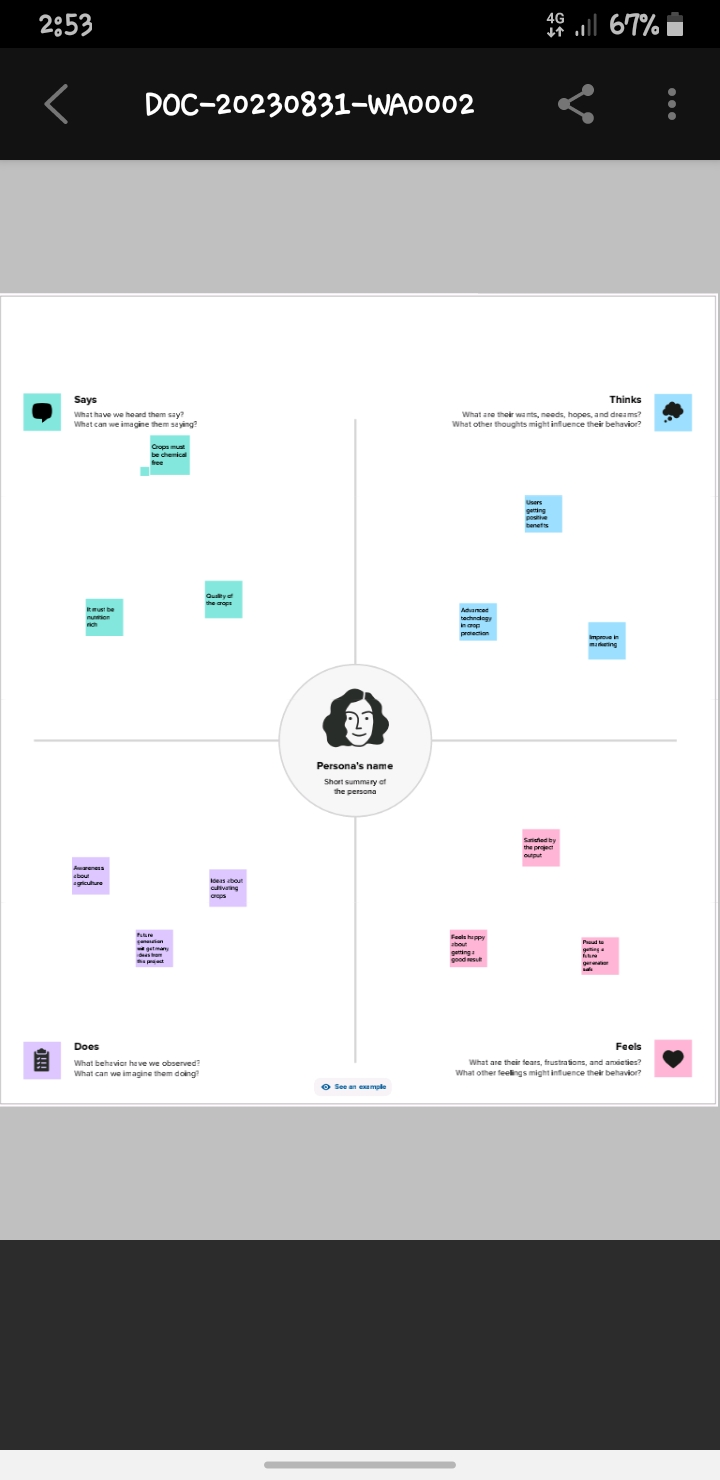 2:53
4G
67%
DOC-20230831-WA0002
Says
What have we heard them say?
What can we imagine them saying?
Crops must
be chemical
free
It must be
nutrition
rich
Quality of
the crops
Thinks
What are their wants, needs, hopes, and dreams?
What other thoughts might influence their behavior?
Users
getting
positive
benefits
Advanced
technology
in crop
protection
Improve in
marketing
Persona's name
Short summary of
the persona
Awareness
about
agriculture
Ideas about
cultivating
crops
Future
generation
will get many
ideas from
this project
Does
What behavior have we observed?
What can we imagine them doing?
Satisfied by
the project
output
Feels happy
about
getting a
good result
Proud to
getting a
future
generation
safe
Feels
What are their fears, frustrations, and anxieties?
What other feelings might influence their behavior?
See an example